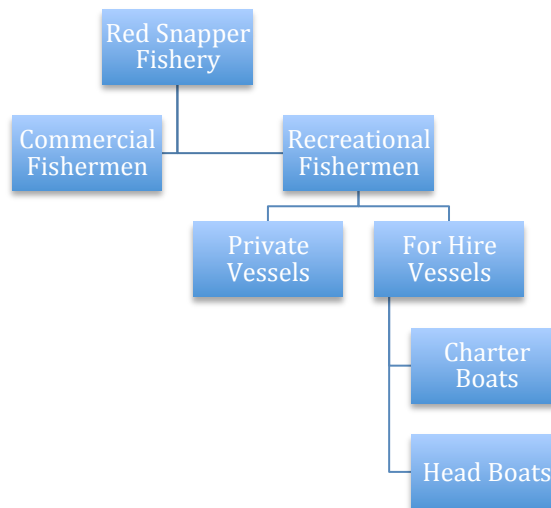 Red Snapper
Fishery
Commercial
Fishermen
Recreational
Fishermen
Private
Vessels
For Hire
Vessels
Charter
Boats
Head Boats